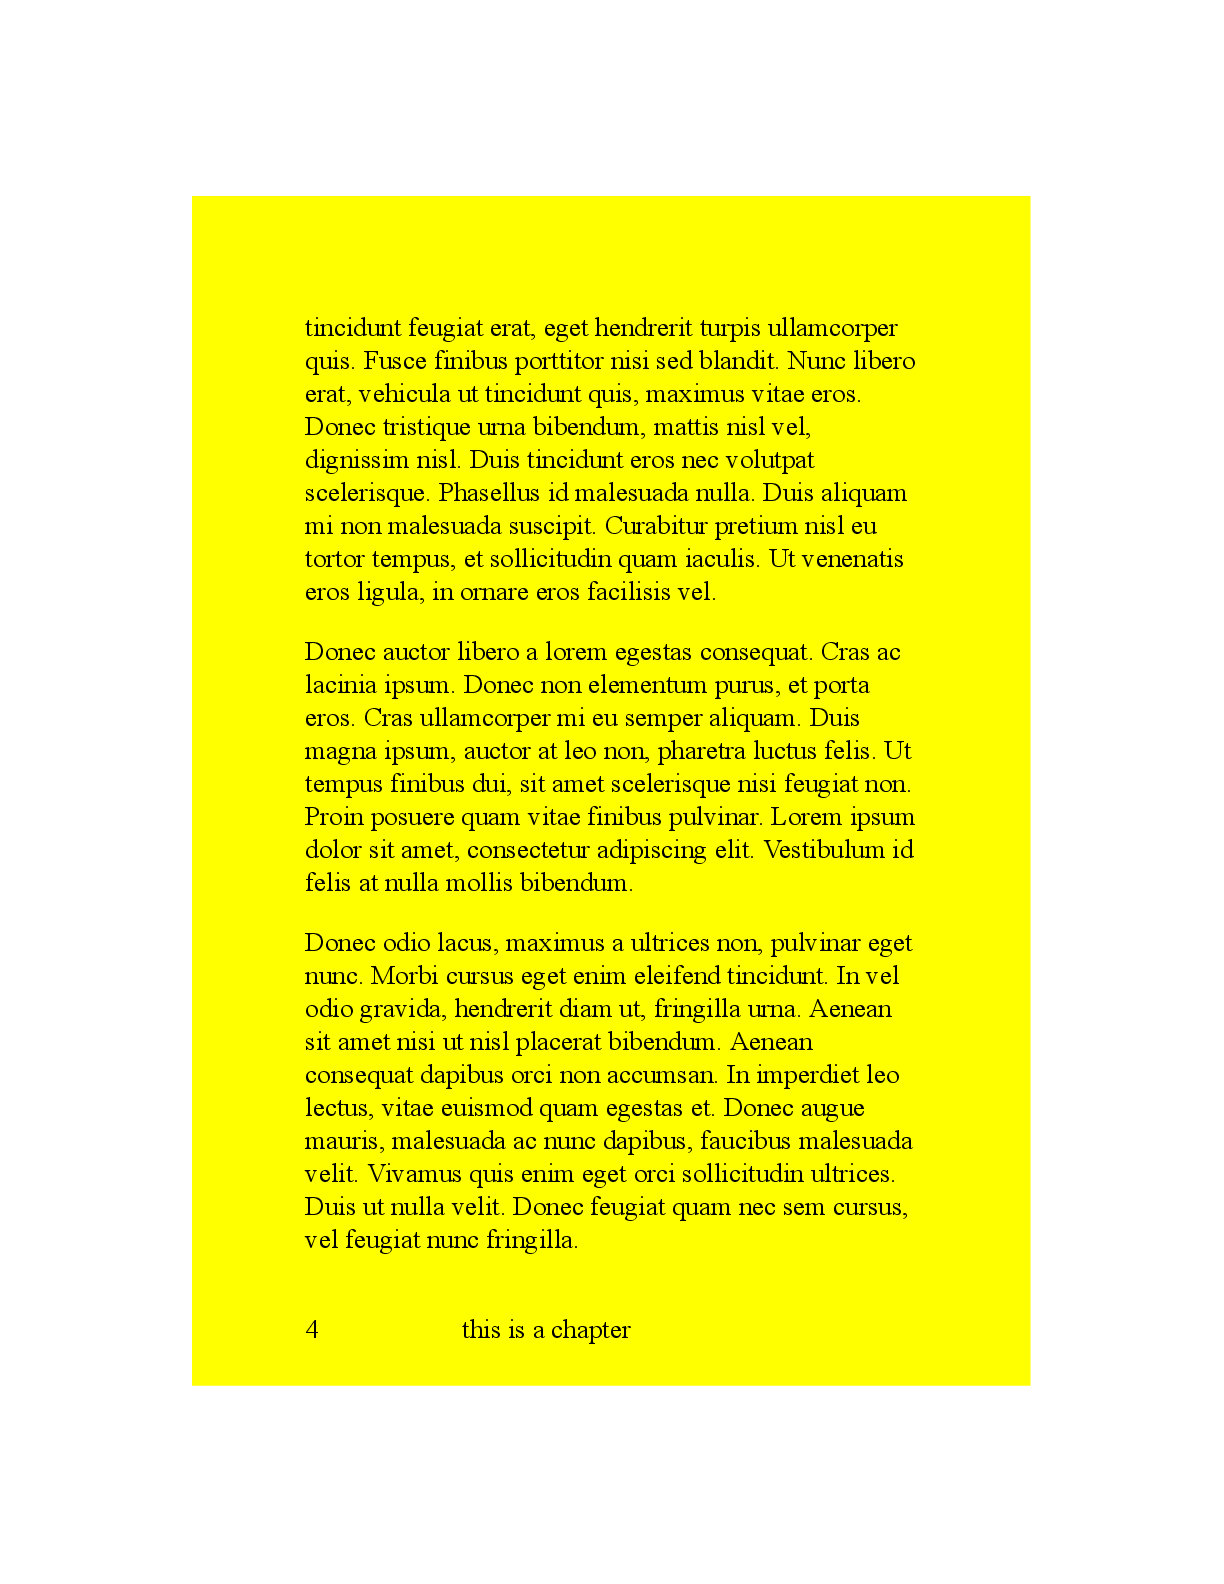 tincidunt feugiat erat, eget hendrerit turpis ullamcorper
quis. Fusce finibus porttitor nisi sed blandit. Nunc libero
erat, vehicula ut tincidunt quis, maximus vitae eros.
Donec tristique urna bibendum, mattis nisl vel,
dignissim nisl. Duis tincidunt eros nec volutpat
scelerisque. Phasellus id malesuada nulla. Duis aliquam
mi non malesuada suscipit. Curabitur pretium nisl eu
tortor tempus, et sollicitudin quam iaculis. Ut venenatis
eros ligula, in ornare eros facilisis vel.
Donec auctor libero a lorem egestas consequat. Cras ac
lacinia ipsum. Donec non elementum purus, et porta
eros. Cras ullamcorper mi eu semper aliquam. Duis
magna ipsum, auctor at leo non, pharetra luctus felis. Ut
tempus finibus dui, sit amet scelerisque nisi feugiat non.
Proin posuere quam vitae finibus pulvinar. Lorem ipsum
dolor sit amet, consectetur adipiscing elit. Vestibulum id
felis at nulla mollis bibendum.
Donec odio lacus, maximus a ultrices non, pulvinar eget
nunc. Morbi cursus eget enim eleifend tincidunt. In vel
odio gravida, hendrerit diam ut, fringilla urna. Aenean
sit amet nisi ut nisl placerat bibendum. Aenean
consequat dapibus orci non accumsan. In imperdiet leo
lectus, vitae euismod quam egestas et. Donec augue
mauris, malesuada ac nunc dapibus, faucibus malesuada
velit. Vivamus quis enim eget orci sollicitudin ultrices.
Duis ut nulla velit. Donec feugiat quam nec sem cursus,
vel feugiat nunc fringilla.
4 this is a chapter